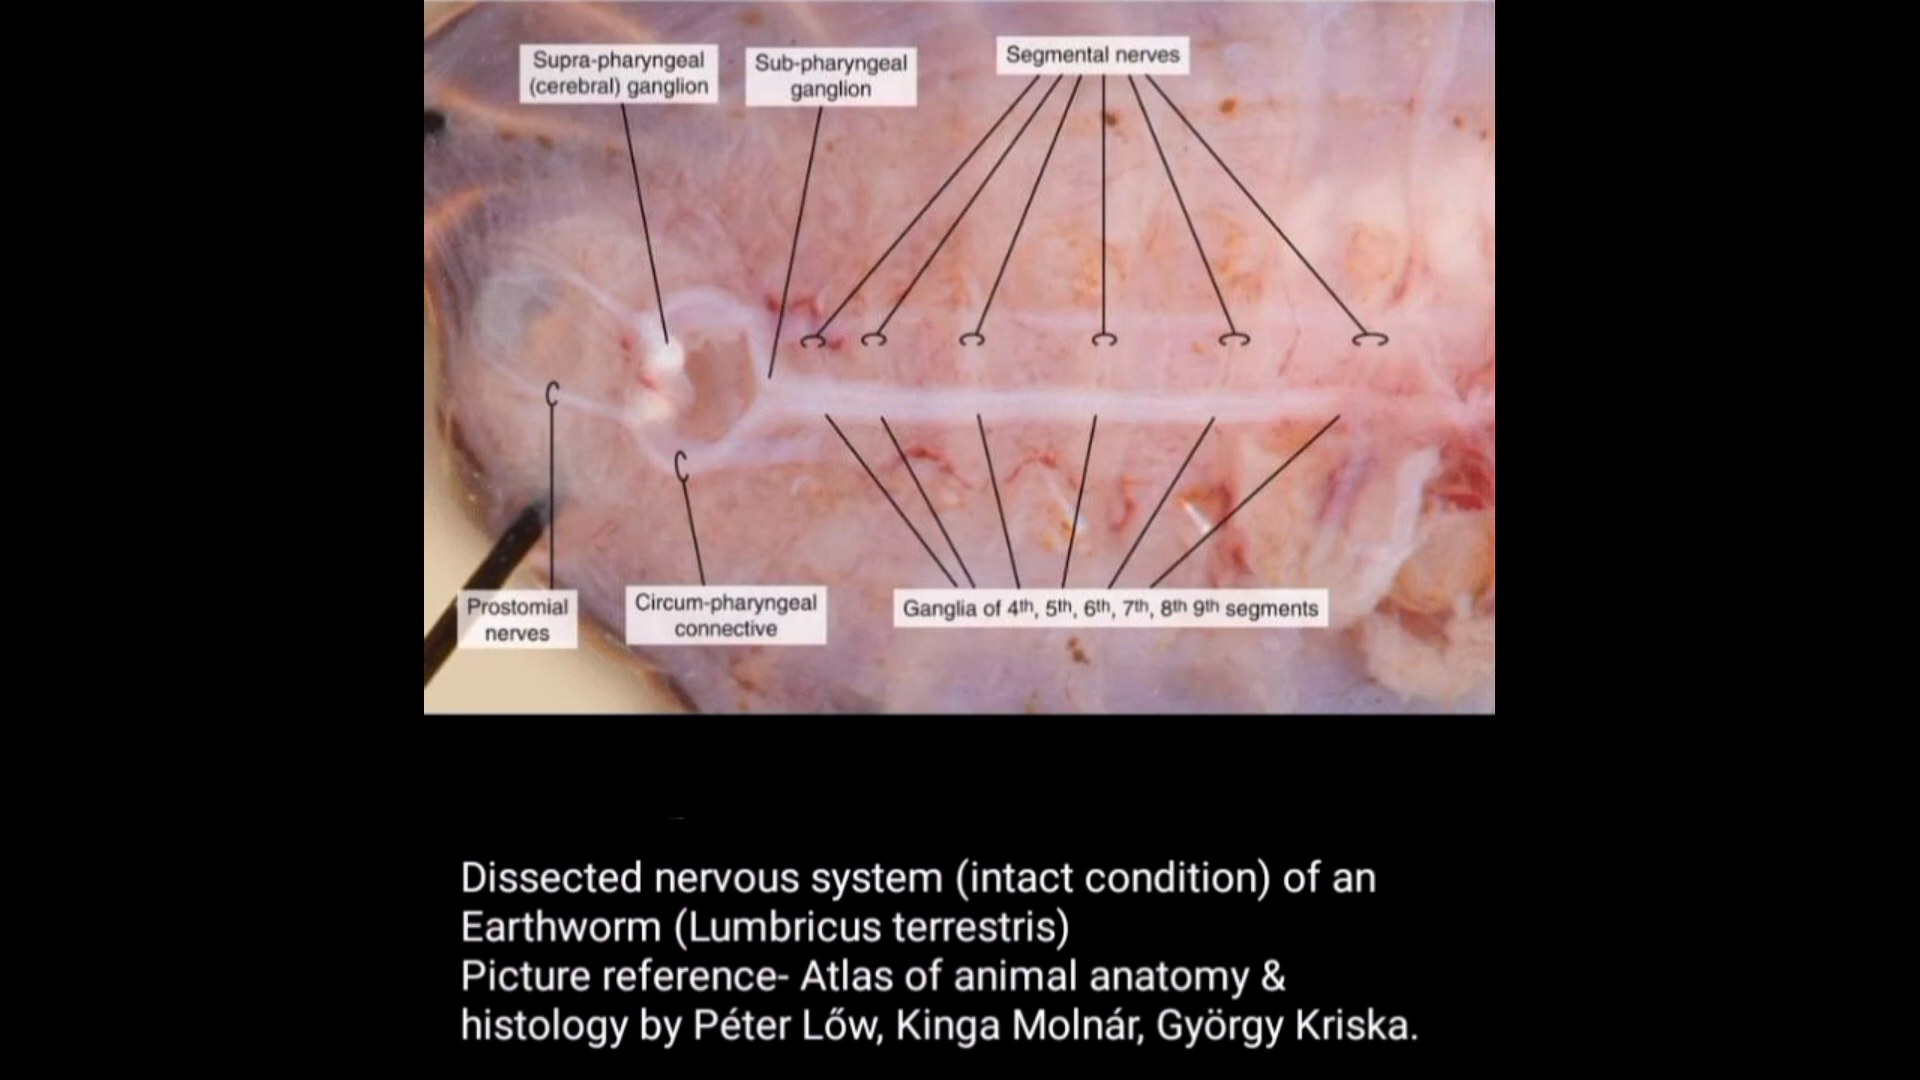 Supra-pharyngeal
(cerebral) ganglion
Sub-pharyngeal
ganglion
Segmental nerves
Prostomial
nerves
Circum-pharyngeal
connective
Ganglia of 4th, 5th, 6th, 7th, 8th 9th segments
Dissected nervous system (intact condition) of an
Earthworm (Lumbricus terrestris)
Picture reference- Atlas of animal anatomy &
histology by Péter Lőw, Kinga Molnár, György Kriska.